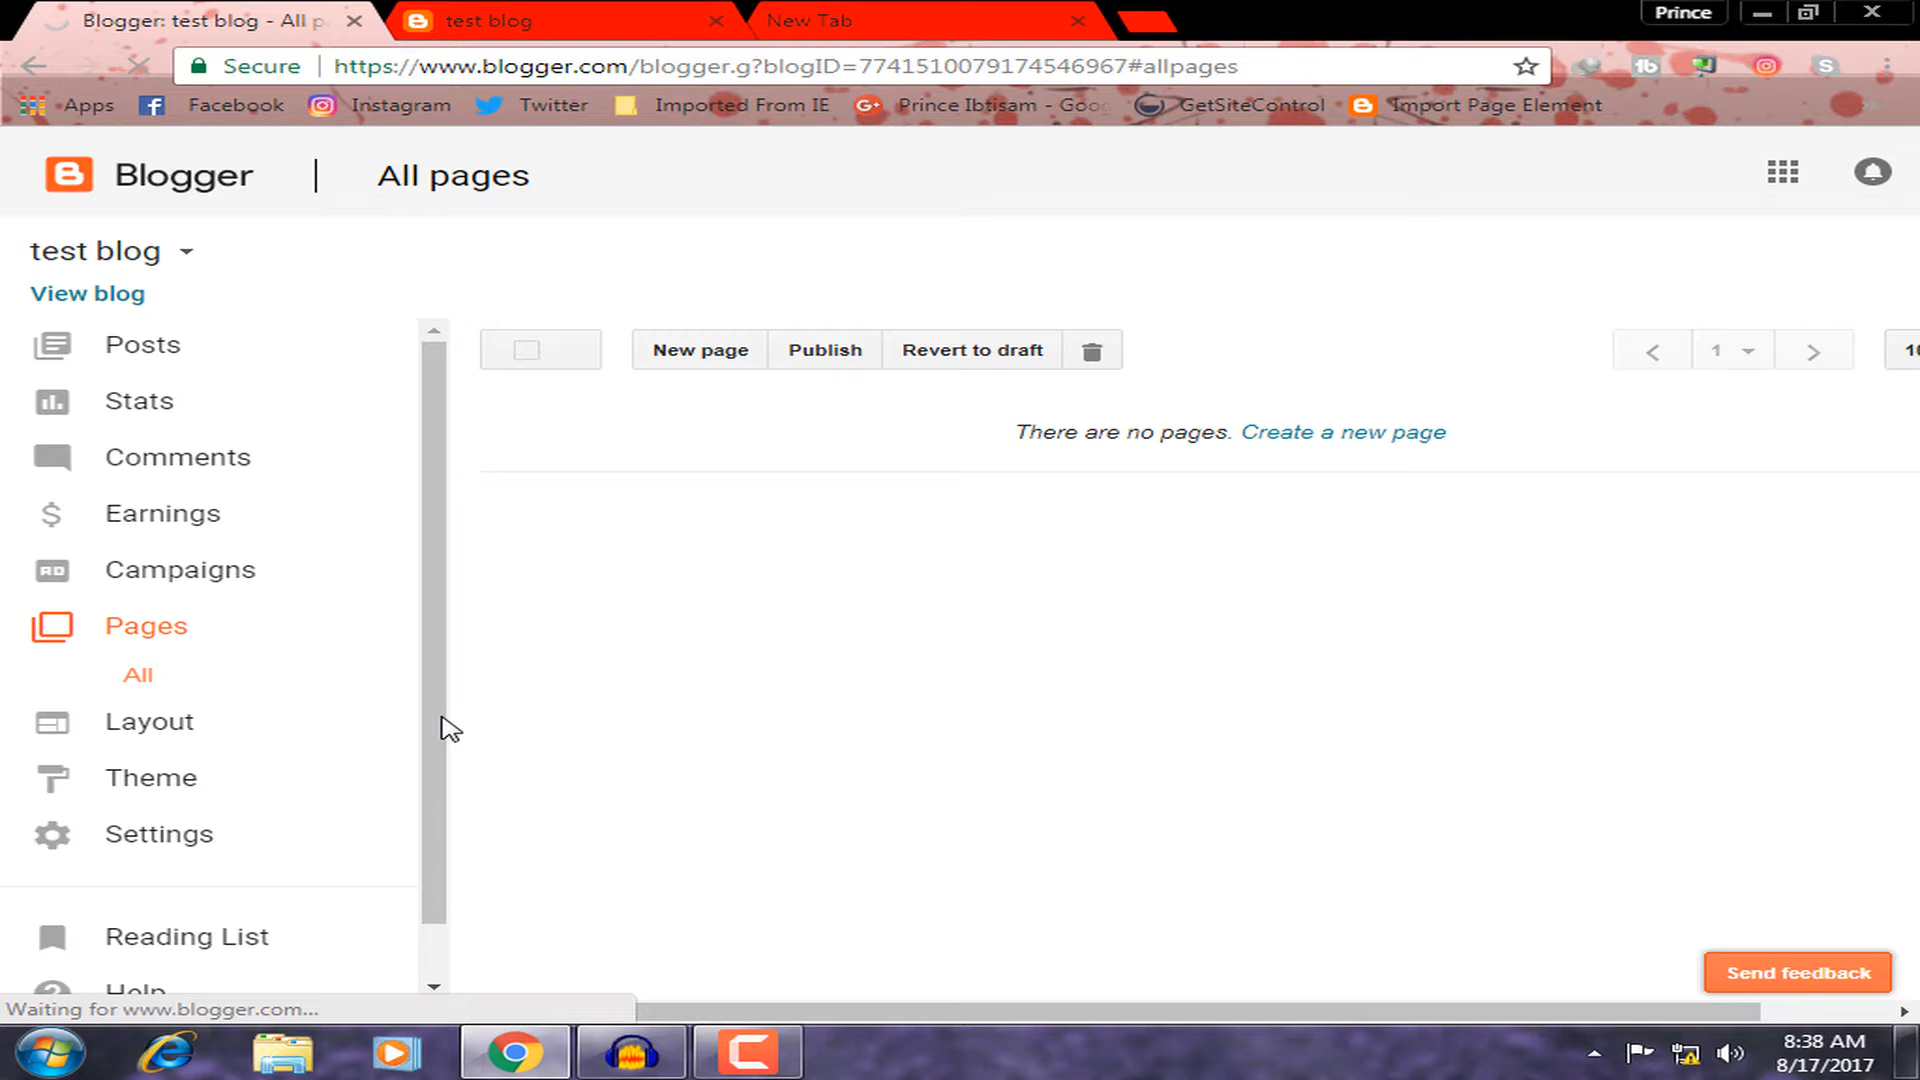 Blogger: test blog - All p
test blog
New Tab
Prince
Secure
https://www.blogger.com/blogger.g?blogID=7741510079174546967#allpages
Apps
Facebook
Instagram
Twitter
Imported From IE
Prince Ibtisam - Goo
GetSiteControl
Import Page Element
Blogger
All pages
test blog
View blog
Posts
Stats
Comments
Earnings
Campaigns
Pages
All
Layout
Theme
Settings
Reading List
Help
New page
Publish
Revert to draft
1
10
There are no pages. Create a new page
Send feedback
Waiting for www.blogger.com...
8:38 AM
8/17/2017